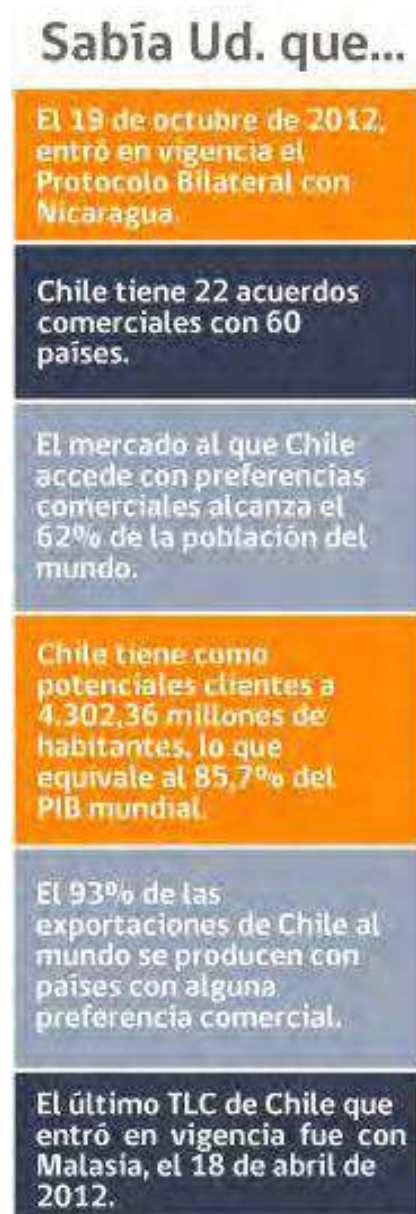 Sabía Ud. que...
El 19 de octubre de 2012,
entró en vigencia el
Protocolo Bilateral con
Nicaragua.
Chile tiene 22 acuerdos
comerciales con 60
países.
El mercado al que Chile
accede con preferencias
comerciales alcanza el
62% de la población del
mundo.
Chile tiene como
potenciales clientes a
4.302,36 millones de
habitantes, lo que
equivale al 85,7% del
PIB mundial.
El 93% de las
exportaciones de Chile al
mundo se producen con
países con alguna
preferencia comercial.
El último TLC de Chile que
entró en vigencia fue con
Malasia, el 18 de abril de
2012.